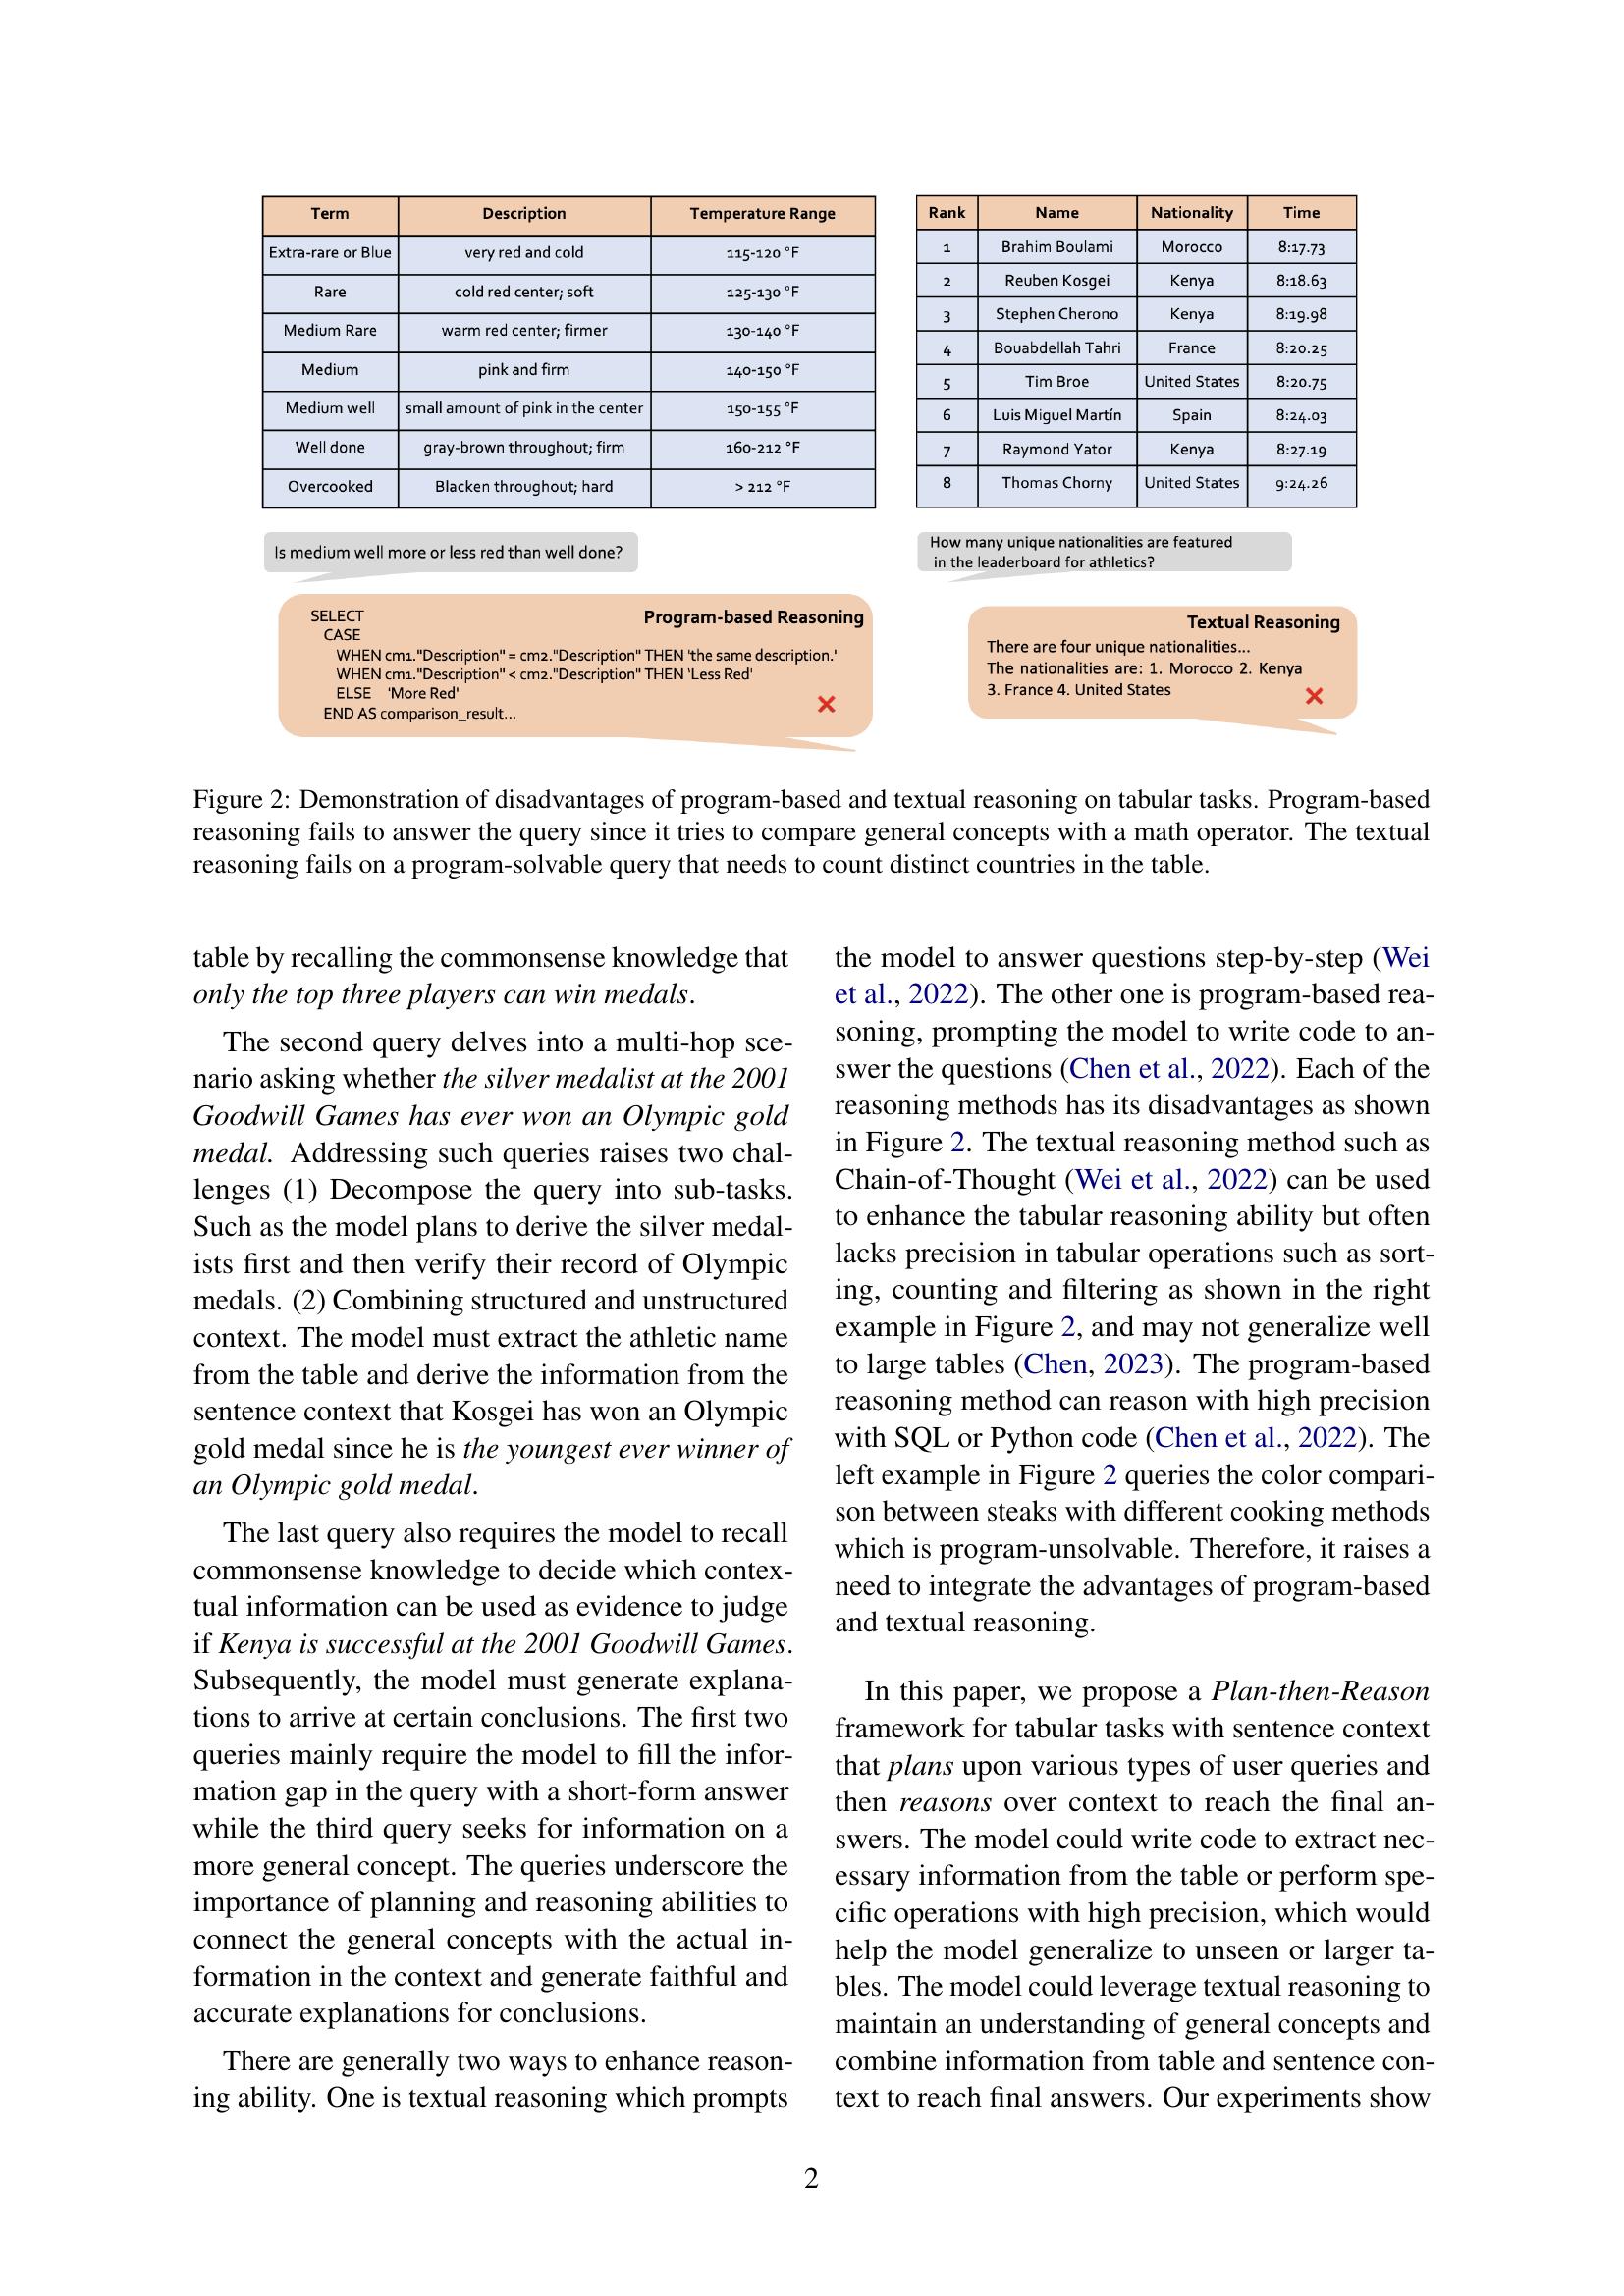 Term Description Temperature Range
Extra-rare or Blue very red and cold 115-120 °F
Rare cold red center; soft 125-130 °F
Medium Rare warm red center; firmer 130-140 °F
Medium pink and firm 140-150 °F
Medium well small amount of pink in the center 150-155 °F
Well done gray-brown throughout; firm 160-212 °F
Overcooked Blacken throughout; hard > 212 °F
Rank Name Nationality Time
1 Brahim Boulami Morocco 8:17.73
2 Reuben Kosgei Kenya 8:18.63
3 Stephen Cherono Kenya 8:19.98
4 Bouabdellah Tahri France 8:20.25
5 Tim Broe United States 8:20.75
6 Luis Miguel Martín Spain 8:24.03
7 Raymond Yator Kenya 8:27.19
8 Thomas Chorny United States 9:24.26
Is medium well more or less red than well done?
Program-based Reasoning
SELECT
CASE
WHEN cm1."Description" = cm2."Description" THEN 'the same description.'
WHEN cm1."Description" < cm2."Description" THEN 'Less Red'
ELSE 'More Red'
END AS comparison_result...
How many unique nationalities are featured
in the leaderboard for athletics?
Textual Reasoning
There are four unique nationalities...
The nationalities are: 1. Morocco 2. Kenya
3. France 4. United States
Figure 2: Demonstration of disadvantages of program-based and textual reasoning on tabular tasks. Program-based
reasoning fails to answer the query since it tries to compare general concepts with a math operator. The textual
reasoning fails on a program-solvable query that needs to count distinct countries in the table.
table by recalling the commonsense knowledge that
only the top three players can win medals.
The second query delves into a multi-hop sce-
nario asking whether the silver medalist at the 2001
Goodwill Games has ever won an Olympic gold
medal. Addressing such queries raises two chal-
lenges (1) Decompose the query into sub-tasks.
Such as the model plans to derive the silver medal-
ists first and then verify their record of Olympic
medals. (2) Combining structured and unstructured
context. The model must extract the athletic name
from the table and derive the information from the
sentence context that Kosgei has won an Olympic
gold medal since he is the youngest ever winner of
an Olympic gold medal.
The last query also requires the model to recall
commonsense knowledge to decide which contex-
tual information can be used as evidence to judge
if Kenya is successful at the 2001 Goodwill Games.
Subsequently, the model must generate explana-
tions to arrive at certain conclusions. The first two
queries mainly require the model to fill the infor-
mation gap in the query with a short-form answer
while the third query seeks for information on a
more general concept. The queries underscore the
importance of planning and reasoning abilities to
connect the general concepts with the actual in-
formation in the context and generate faithful and
accurate explanations for conclusions.
There are generally two ways to enhance reason-
ing ability. One is textual reasoning which prompts
the model to answer questions step-by-step (Wei
et al., 2022). The other one is program-based rea-
soning, prompting the model to write code to an-
swer the questions (Chen et al., 2022). Each of the
reasoning methods has its disadvantages as shown
in Figure 2. The textual reasoning method such as
Chain-of-Thought (Wei et al., 2022) can be used
to enhance the tabular reasoning ability but often
lacks precision in tabular operations such as sort-
ing, counting and filtering as shown in the right
example in Figure 2, and may not generalize well
to large tables (Chen, 2023). The program-based
reasoning method can reason with high precision
with SQL or Python code (Chen et al., 2022). The
left example in Figure 2 queries the color compari-
son between steaks with different cooking methods
which is program-unsolvable. Therefore, it raises a
need to integrate the advantages of program-based
and textual reasoning.
In this paper, we propose a Plan-then-Reason
framework for tabular tasks with sentence context
that plans upon various types of user queries and
then reasons over context to reach the final an-
swers. The model could write code to extract nec-
essary information from the table or perform spe-
cific operations with high precision, which would
help the model generalize to unseen or larger ta-
bles. The model could leverage textual reasoning to
maintain an understanding of general concepts and
combine information from table and sentence con-
text to reach final answers. Our experiments show
2